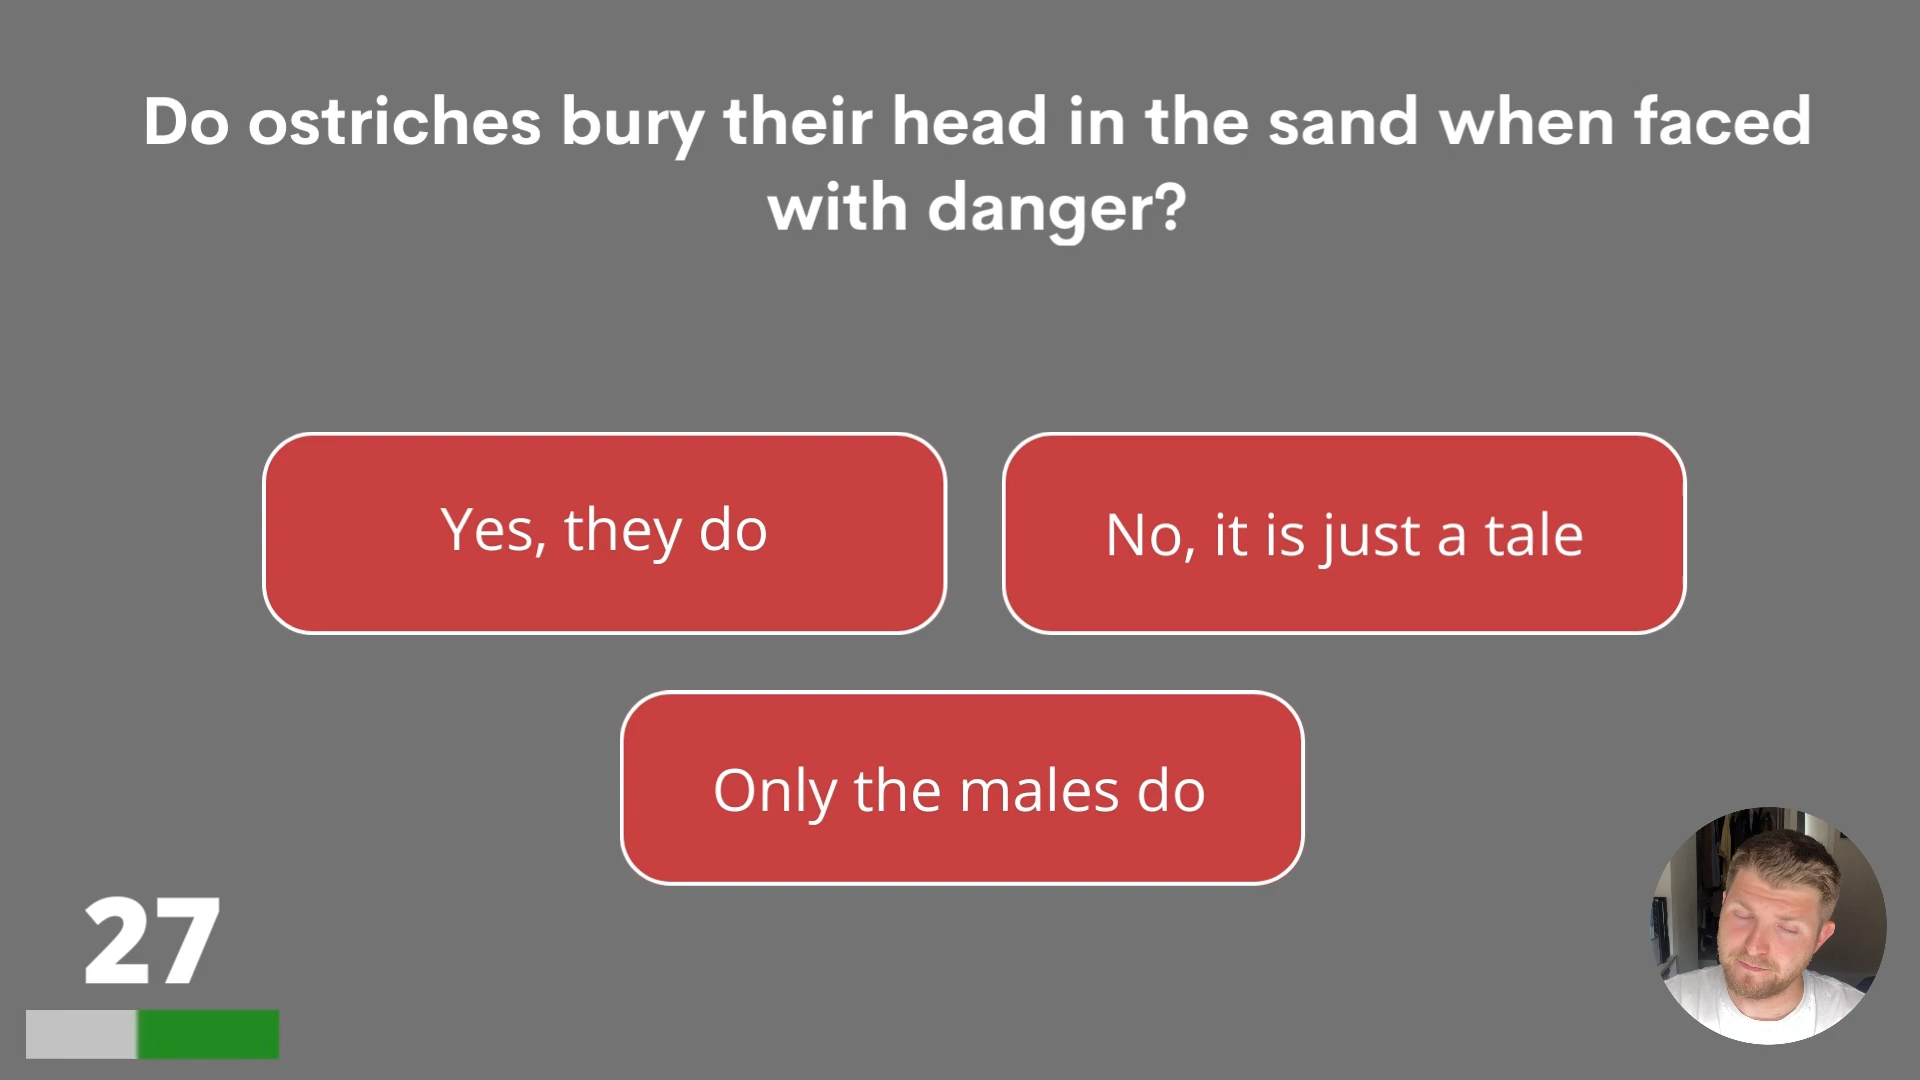 Do ostriches bury their head in the sand when faced
with danger?
Yes, they do
No, it is just a tale
Only the males do
27